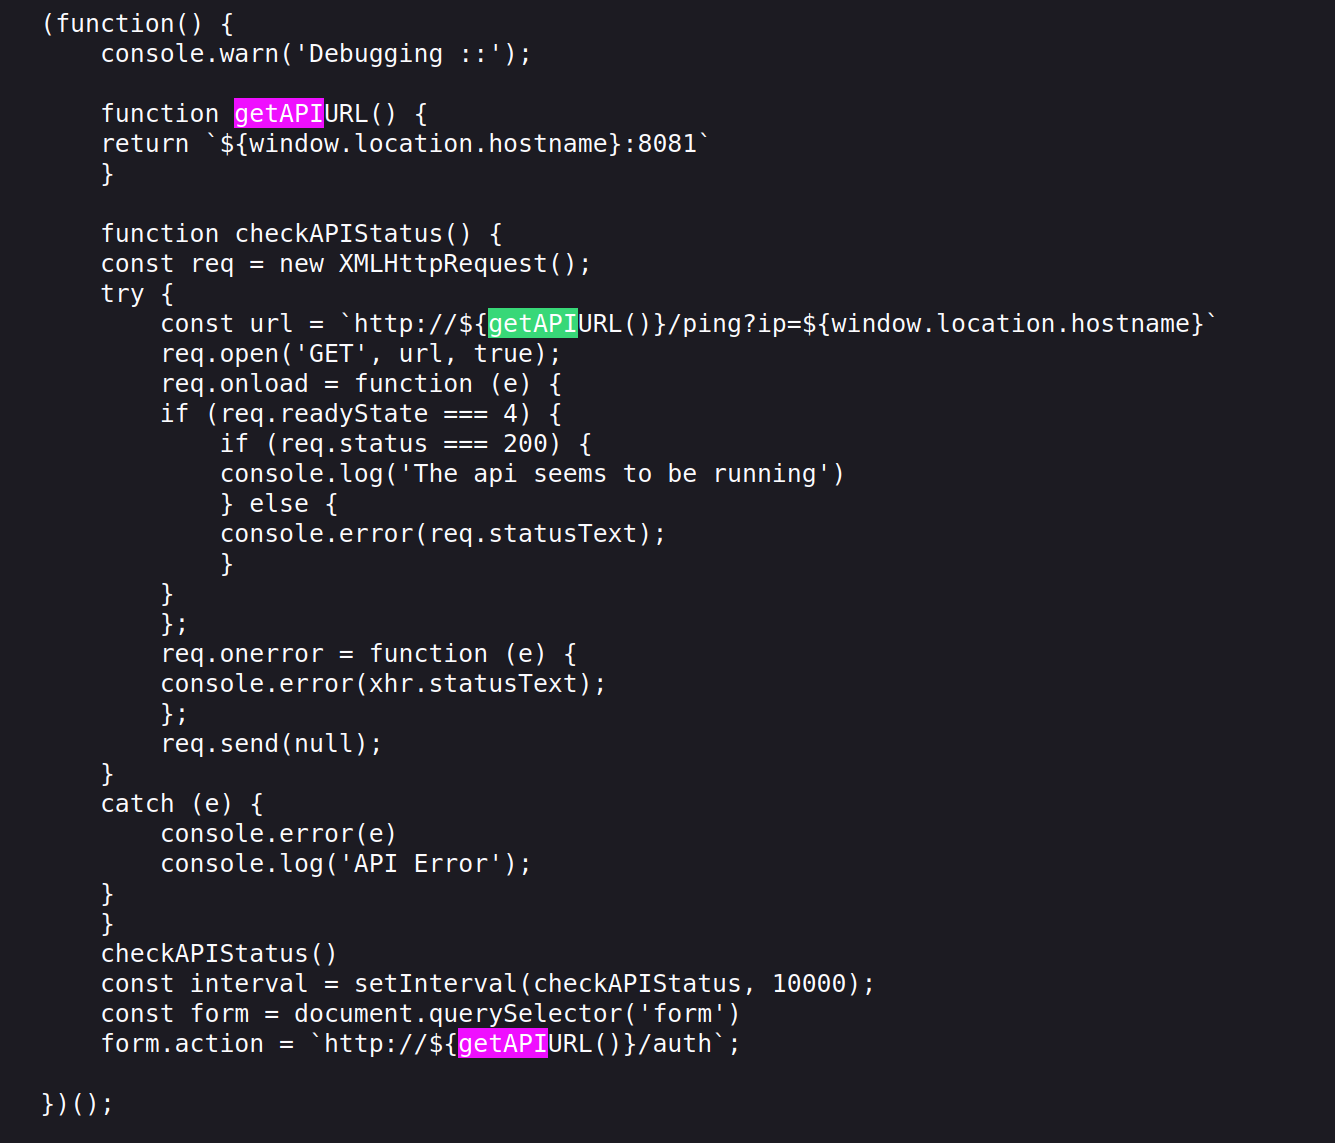 (function() {
    console.warn('Debugging ::');

    function getAPIURL() {
    return `${window.location.hostname}:8081`
    }

    function checkAPIStatus() {
    const req = new XMLHttpRequest();
    try {
        const url = `http://${getAPIURL()}/ping?ip=${window.location.hostname}`
        req.open('GET', url, true);
        req.onload = function (e) {
        if (req.readyState === 4) {
            if (req.status === 200) {
            console.log('The api seems to be running')
            } else {
            console.error(req.statusText);
            }
        }
        };
        req.onerror = function (e) {
        console.error(xhr.statusText);
        };
        req.send(null);
    }
    catch (e) {
        console.error(e)
        console.log('API Error');
    }
    }
    checkAPIStatus()
    const interval = setInterval(checkAPIStatus, 10000);
    const form = document.querySelector('form')
    form.action = `http://${getAPIURL()}/auth`;

})();